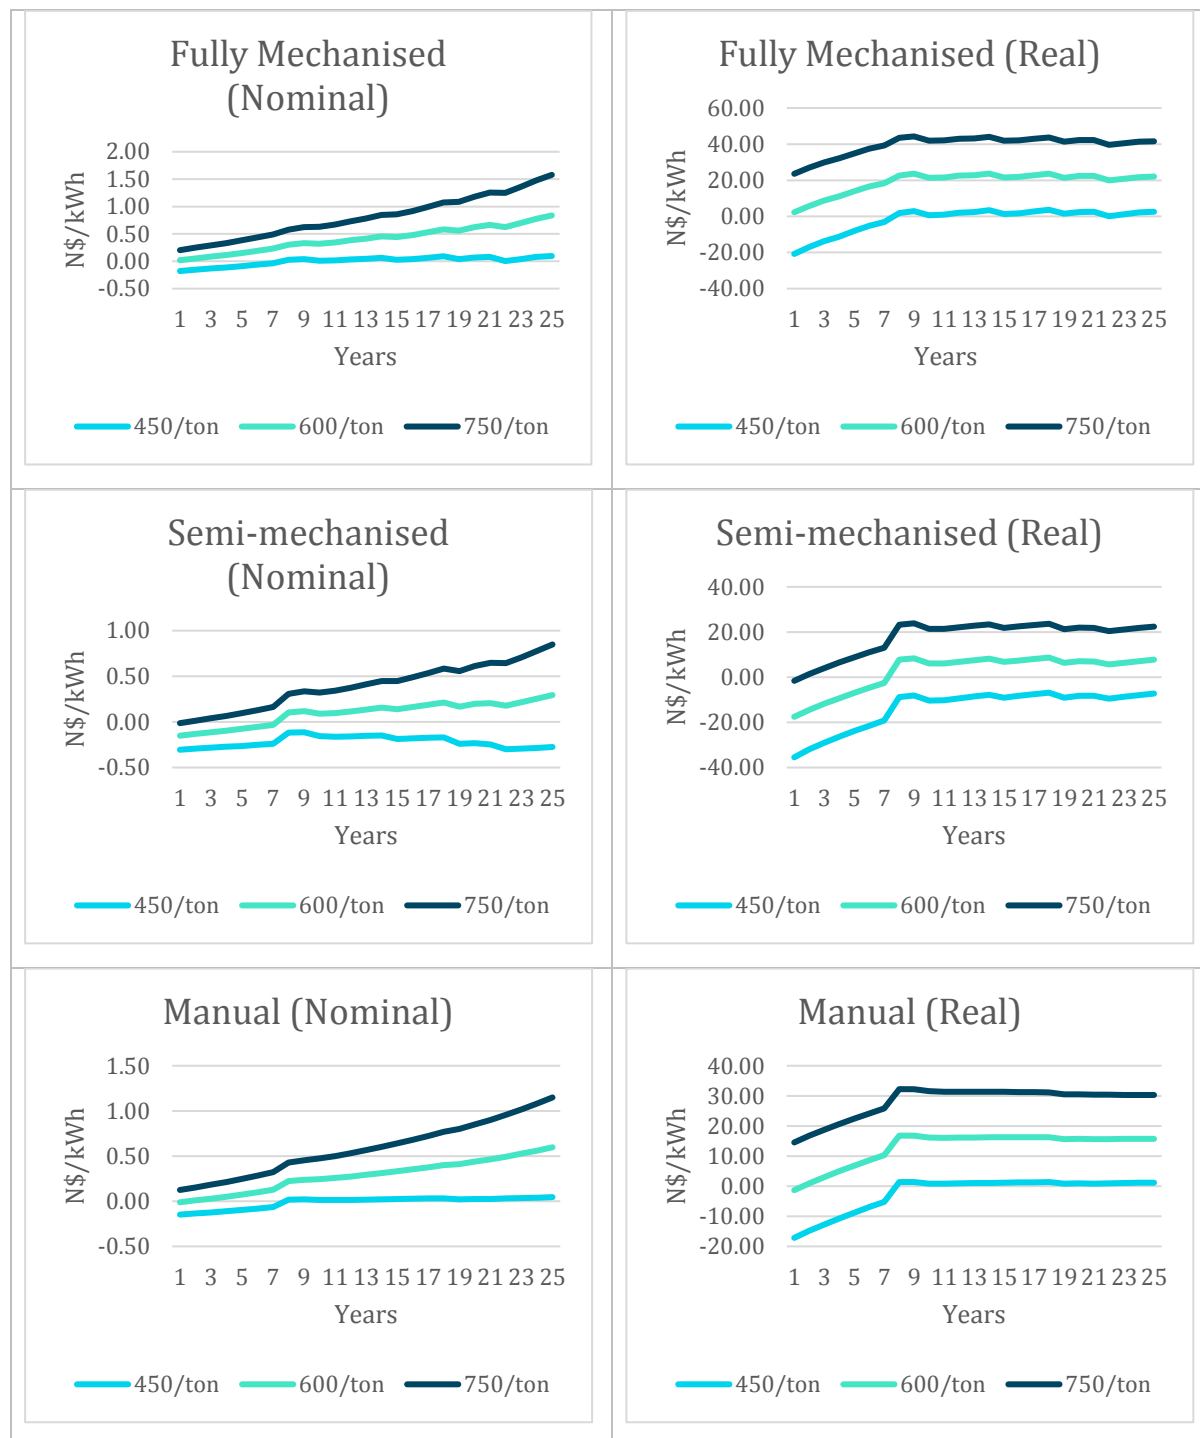 Fully Mechanised
(Nominal)
2.00
1.50
1.00
0.50
0.00
-0.50
N$/kWh
1 3 5 7 9 11 13 15 17 19 21 23 25
Years
450/ton 600/ton 750/ton
Fully Mechanised (Real)
60.00
40.00
20.00
0.00
-20.00
-40.00
N$/kWh
1 3 5 7 9 11 13 15 17 19 21 23 25
Years
450/ton 600/ton 750/ton
Semi-mechanised
(Nominal)
1.00
0.50
0.00
-0.50
N$/kWh
1 3 5 7 9 11 13 15 17 19 21 23 25
Years
450/ton 600/ton 750/ton
Semi-mechanised (Real)
40.00
20.00
0.00
-20.00
-40.00
N$/kWh
1 3 5 7 9 11 13 15 17 19 21 23 25
Years
450/ton 600/ton 750/ton
Manual (Nominal)
1.50
1.00
0.50
0.00
-0.50
N$/kWh
1 3 5 7 9 11 13 15 17 19 21 23 25
Years
450/ton 600/ton 750/ton
Manual (Real)
40.00
30.00
20.00
10.00
0.00
-10.00
-20.00
N$/kWh
1 3 5 7 9 11 13 15 17 19 21 23 25
Years
450/ton 600/ton 750/ton